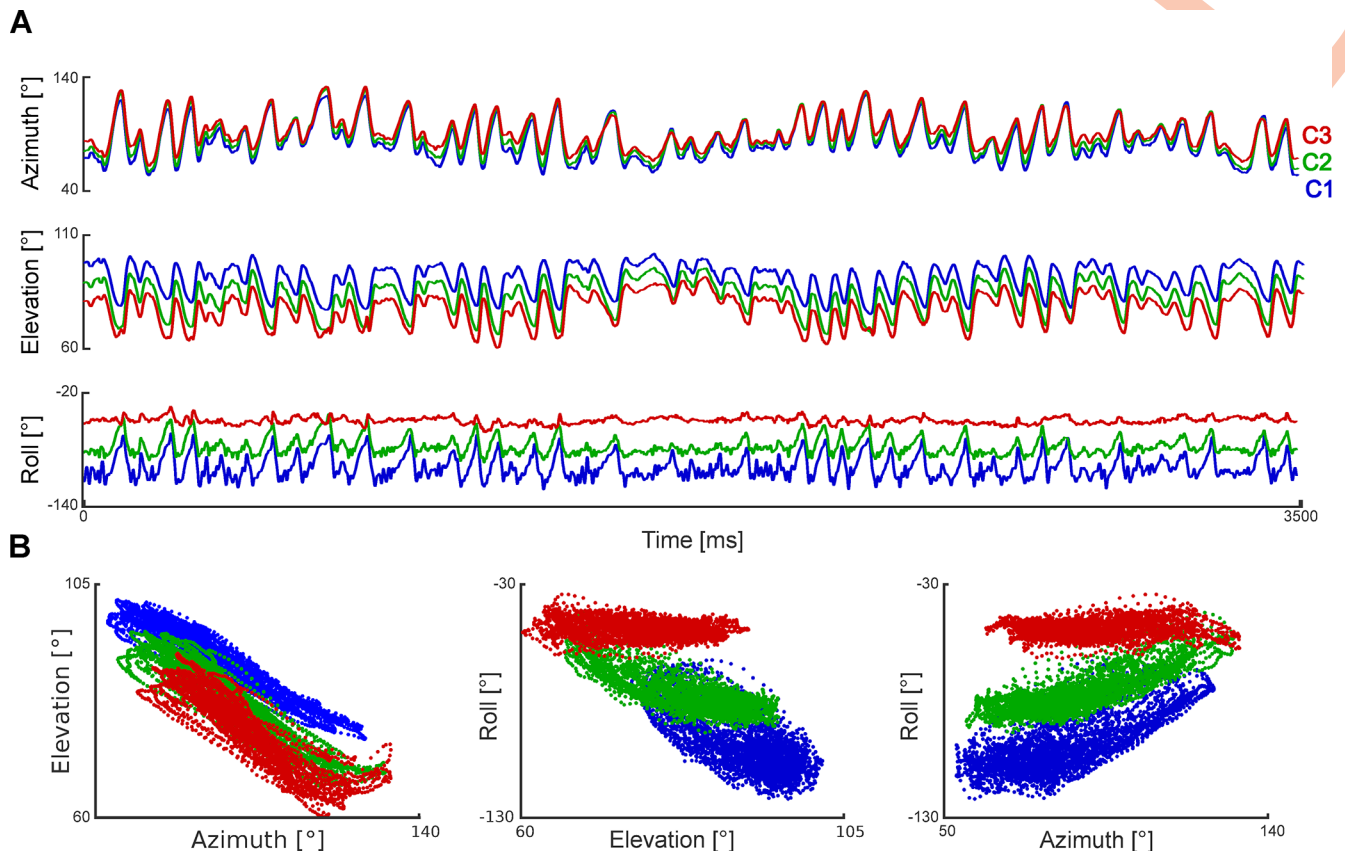 A
140
Azimuth [°]
40
C3
C2
C1
110
Elevation [°]
60
-20
Roll [°]
-140
0
3500
Time [ms]
B
105
Elevation [°]
60
Azimuth [°]
140
-30
Roll [°]
-130
60
Elevation [°]
105
-30
Roll [°]
-130
50
Azimuth [°]
140